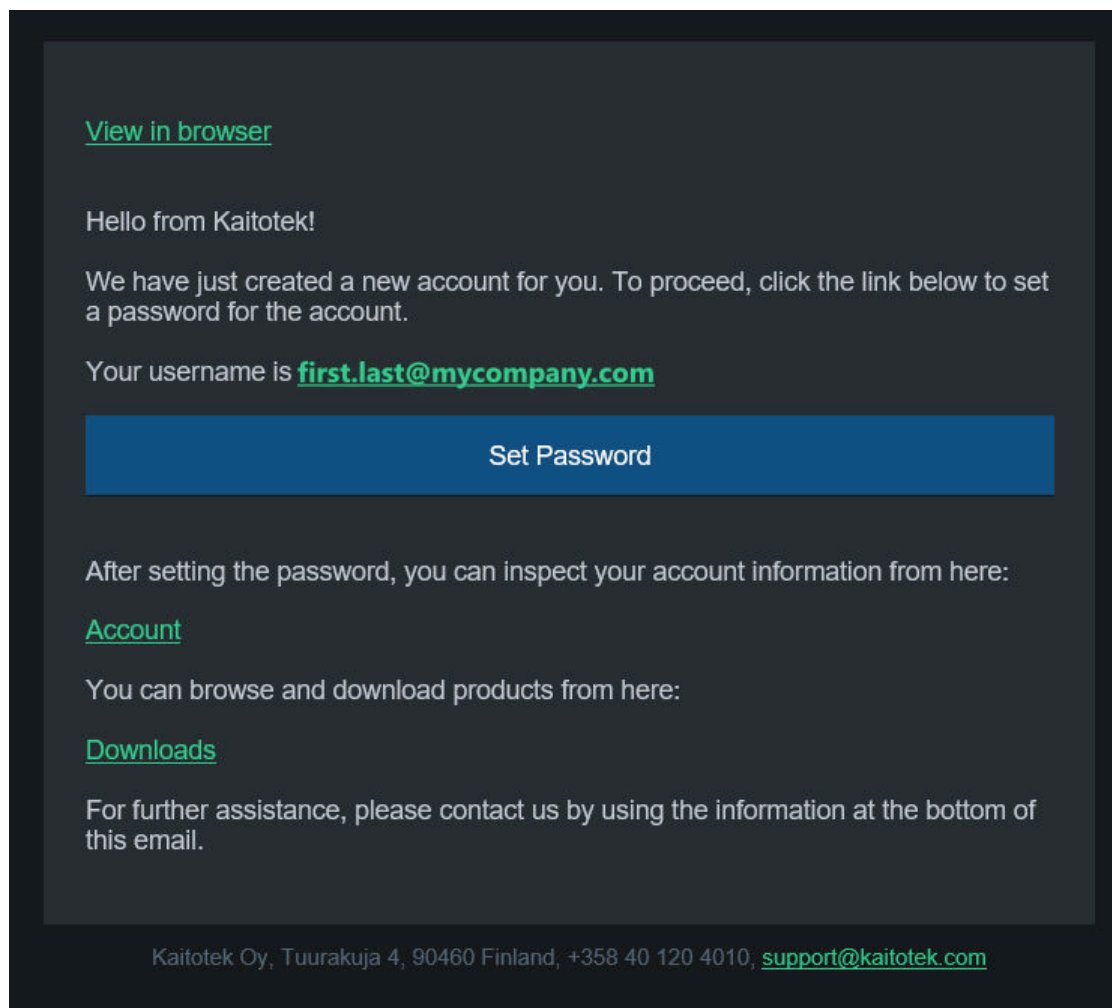 View in browser
Hello from Kaitotek!
We have just created a new account for you. To proceed, click the link below to set
a password for the account.
Your username is first.last@mycompany.com
Set Password
After setting the password, you can inspect your account information from here:
Account
You can browse and download products from here:
Downloads
For further assistance, please contact us by using the information at the bottom of
this email.
Kaitotek Oy, Tuurakuja 4, 90460 Finland, +358 40 120 4010, support@kaitotek.com